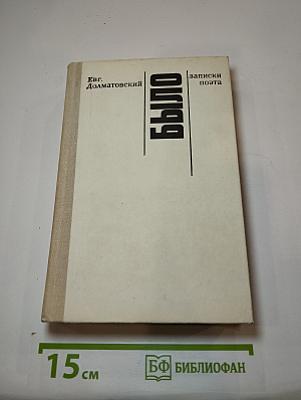 Евг.
Долматовский
БЫЛО
записки
поэта
15 см
БФ БИБЛИОФАН